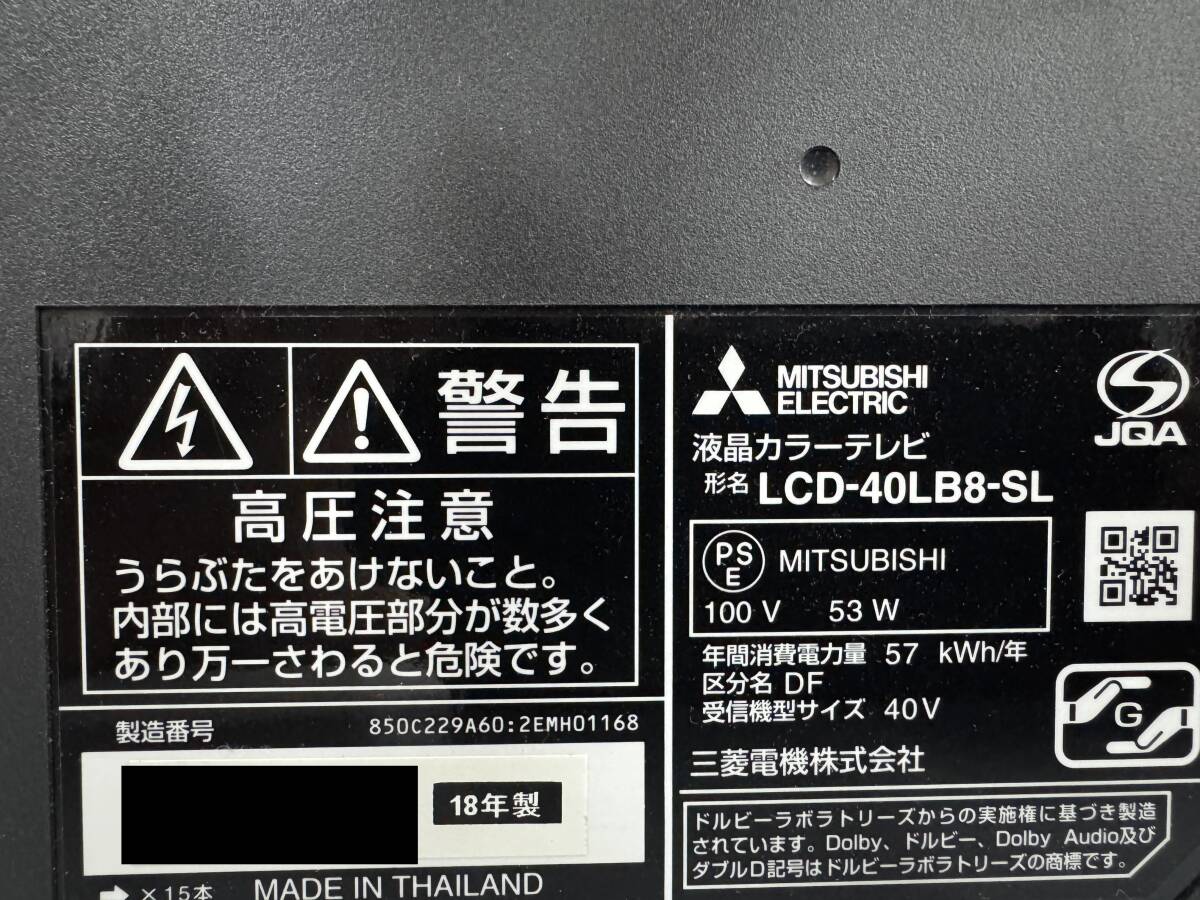 警告
高圧注意
うらぶたをあけないこと。
内部には高電圧部分が数多く
あり万一さわると危険です。
製造番号 850C229A60:2EMH01168
18年製
×15本 MADE IN THAILAND
MITSUBISHI
ELECTRIC
JQA
液晶カラーテレビ
形名 LCD-40LB8-SL
PS
E
MITSUBISHI
100 V 53 W
年間消費電力量 57 kWh/年
区分名 DF
受信機型サイズ 40V
G
三菱電機株式会社
ドルビーラボラトリーズからの実施権に基づき製造
されています。Dolby、ドルビー、Dolby Audio及び
ダブルD記号はドルビーラボラトリーズの商標です。